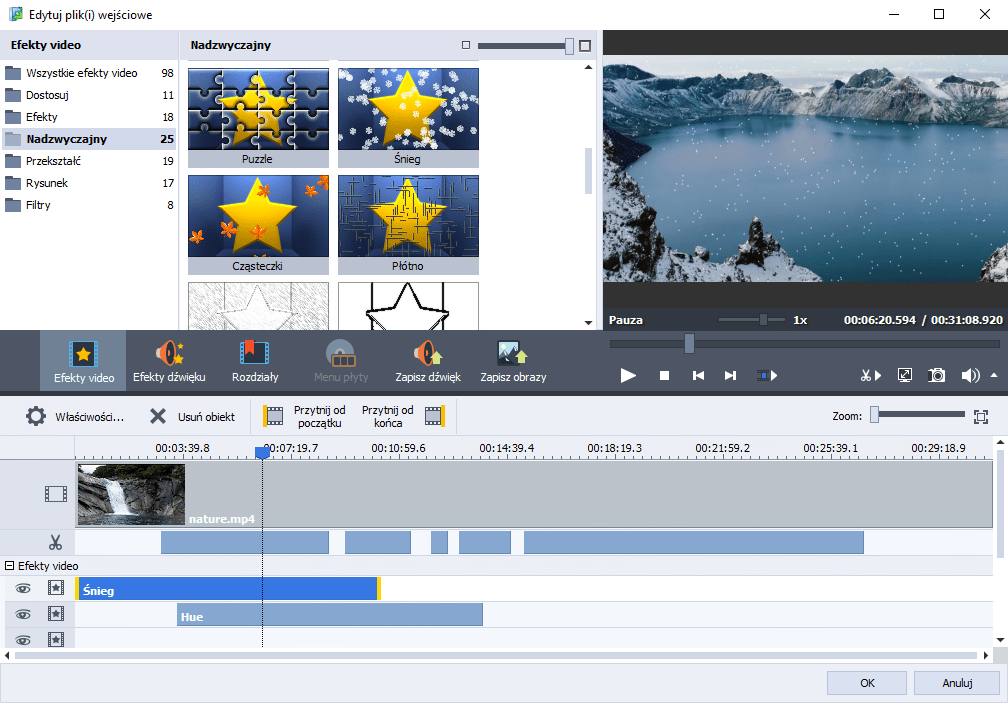 Edytuj plik(i) wejściowe
Efekty video
Nadzwyczajny
Wszystkie efekty video 98
Dostosuj 11
Efekty 18
Nadzwyczajny 25
Przekształć 19
Rysunek 17
Filtry 8
Puzzle
Śnieg
Cząsteczki
Płótno
Pauza
1x
00:06:20.594 / 00:31:08.920
Efekty video
Efekty dźwięku
Rozdziały
Menu płyty
Zapisz dźwięk
Zapisz obrazy
Właściwości...
Usuń obiekt
Przytnij od
początku
Przytnij od
końca
Zoom:
00:03:39.8
00:07:19.7
00:10:59.6
00:14:39.4
00:18:19.3
00:21:59.2
00:25:39.1
00:29:18.9
nature.mp4
Efekty video
Śnieg
Hue
OK
Anuluj